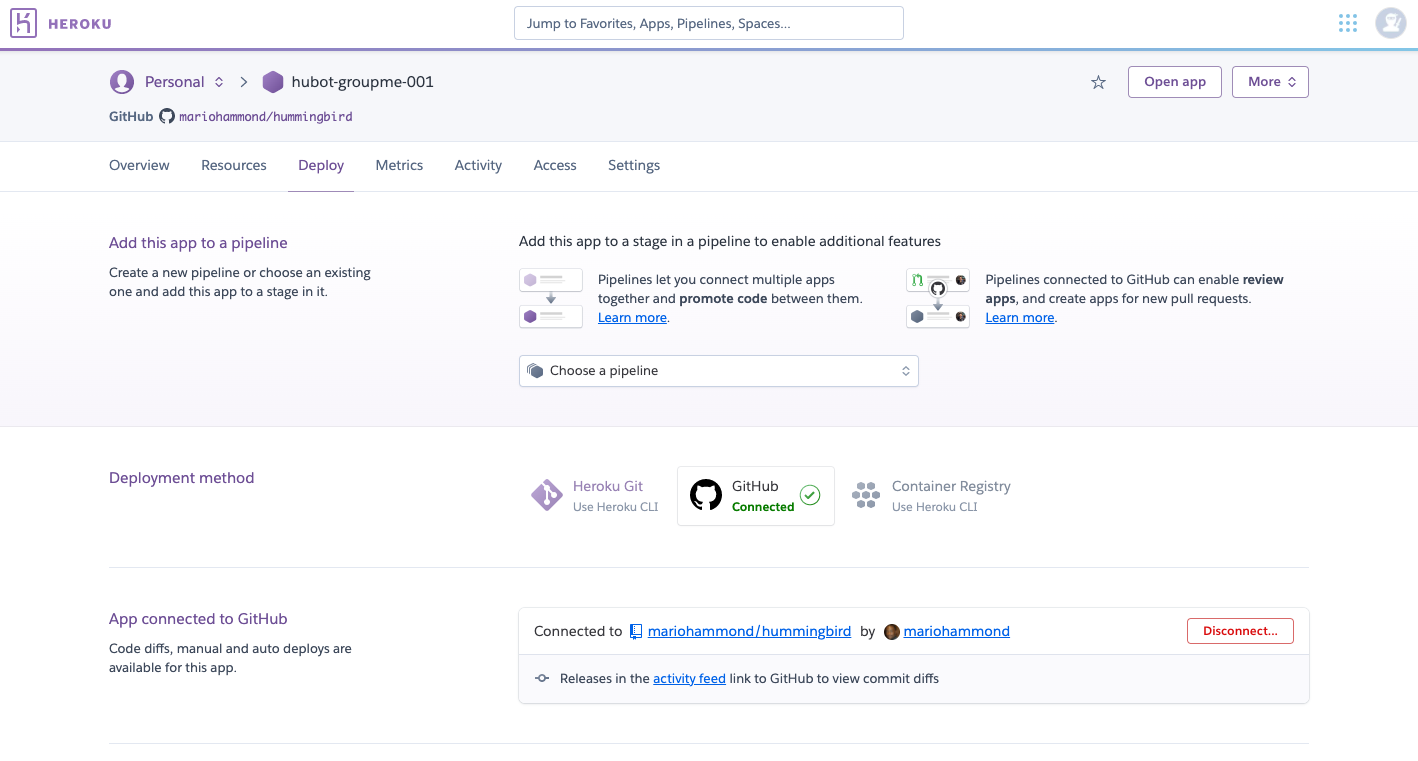 HEROKU
Jump to Favorites, Apps, Pipelines, Spaces...
Personal
hubot-groupme-001
Open app
More
GitHub mariohammond/hummingbird
Overview
Resources
Deploy
Metrics
Activity
Access
Settings
Add this app to a pipeline
Create a new pipeline or choose an existing
one and add this app to a stage in it.
Add this app to a stage in a pipeline to enable additional features
Pipelines let you connect multiple apps
together and promote code between them.
Learn more.
Pipelines connected to GitHub can enable review
apps, and create apps for new pull requests.
Learn more.
Choose a pipeline
Deployment method
Heroku Git
Use Heroku CLI
GitHub
Connected
Container Registry
Use Heroku CLI
App connected to GitHub
Code diffs, manual and auto deploys are
available for this app.
Connected to mariohammond/hummingbird by mariohammond
Disconnect...
Releases in the activity feed link to GitHub to view commit diffs